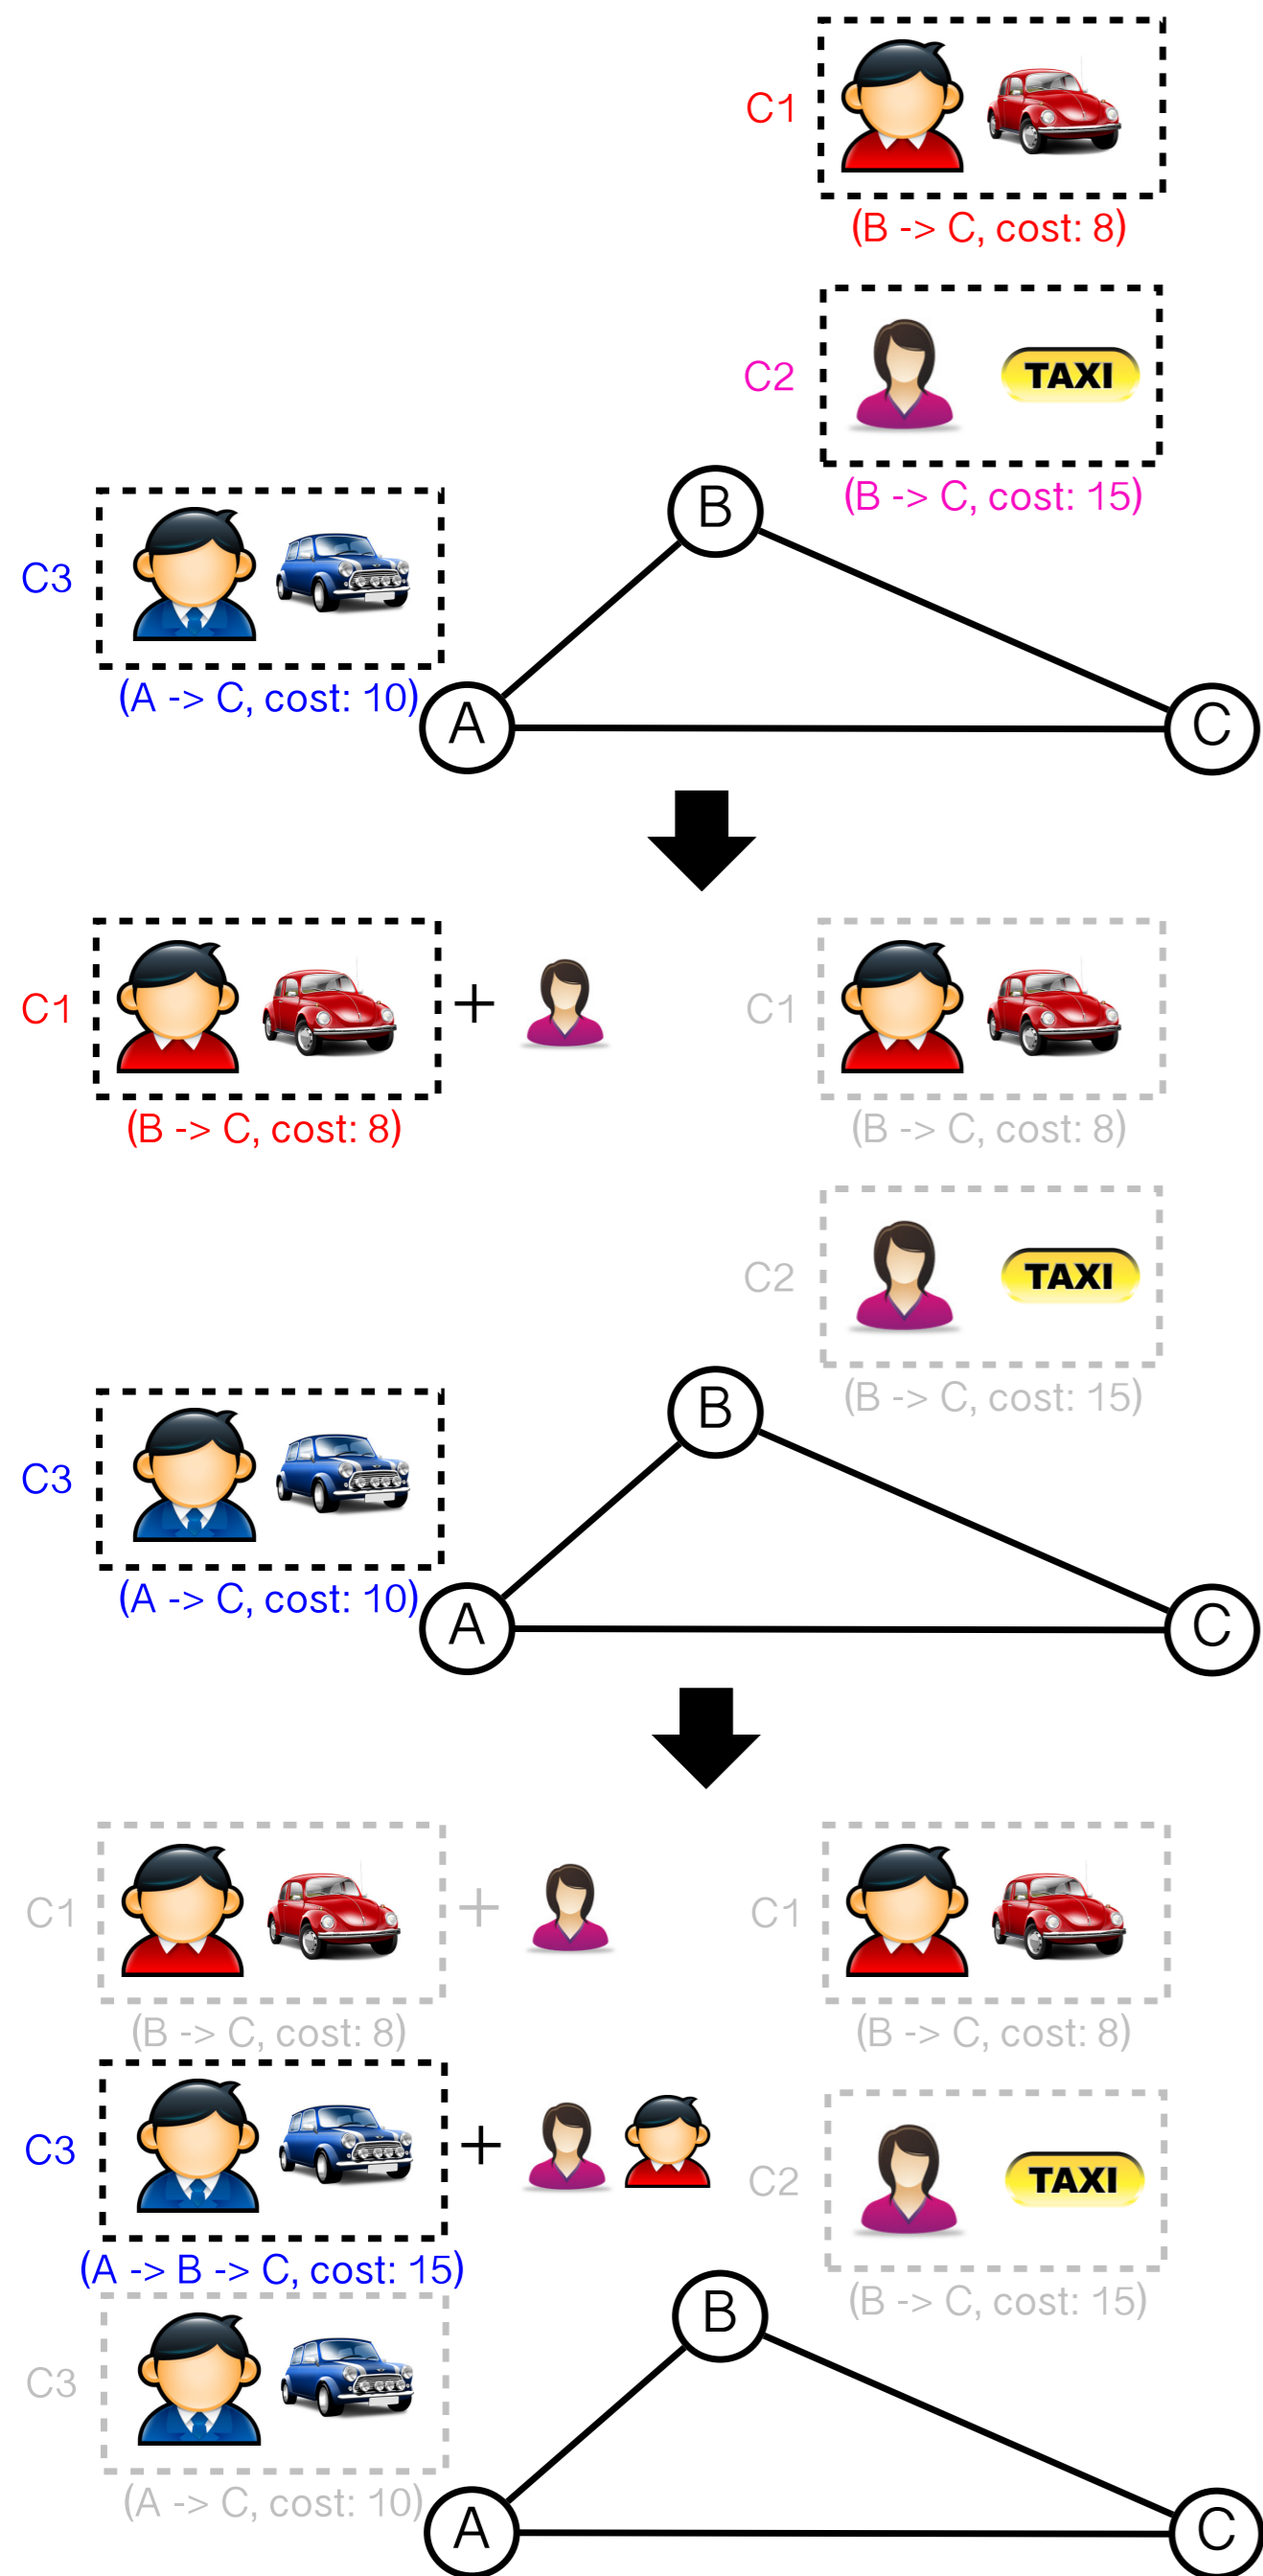 C1
(B -> C, cost: 8)
C2
TAXI
(B -> C, cost: 15)
B
C3
(A -> C, cost: 10)
A
C
C1
+
C1
(B -> C, cost: 8)
(B -> C, cost: 8)
C2
TAXI
(B -> C, cost: 15)
B
C3
(A -> C, cost: 10)
A
C
C1
+
C1
(B -> C, cost: 8)
(B -> C, cost: 8)
C3
+
C2
TAXI
(A -> B -> C, cost: 15)
(B -> C, cost: 15)
B
C3
(A -> C, cost: 10)
A
C